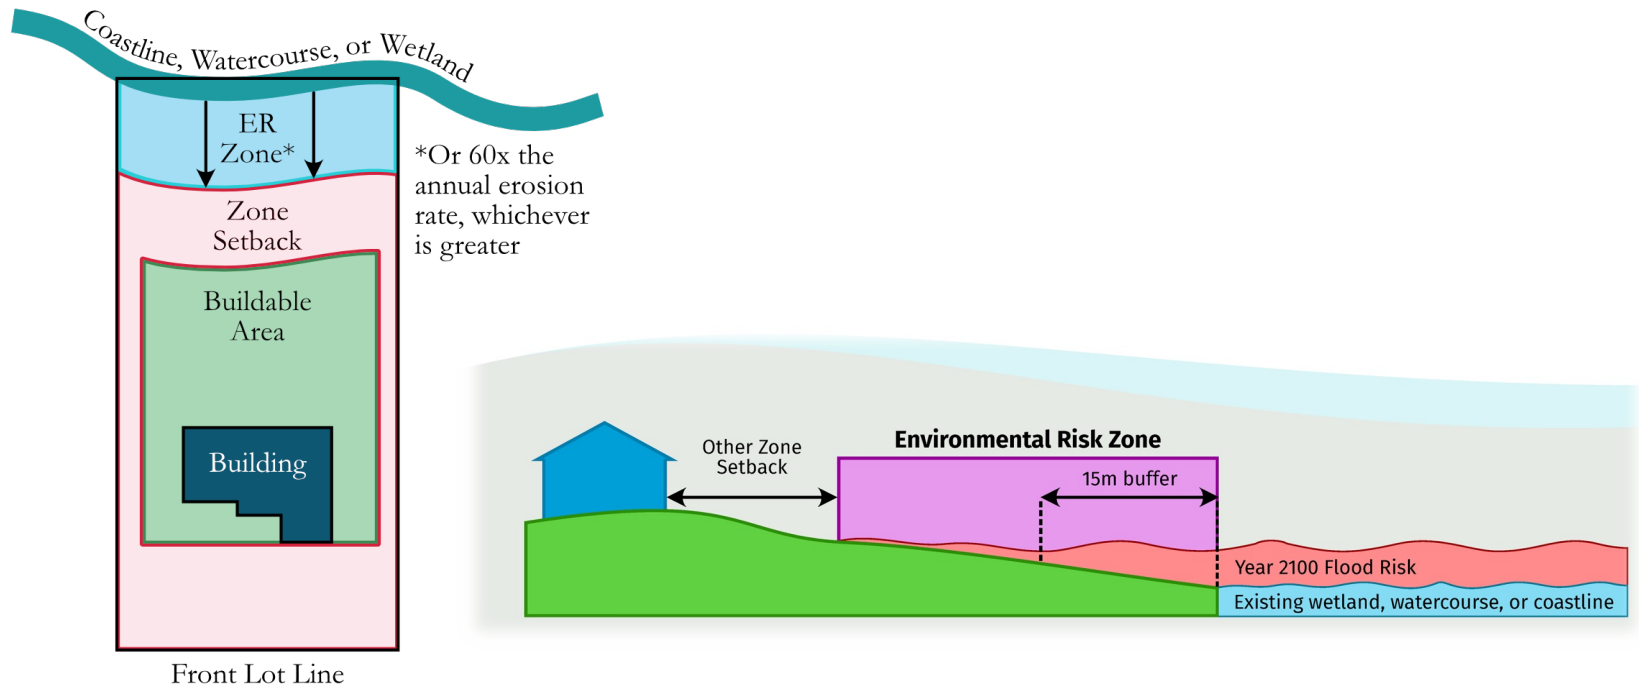 Coastline, Watercourse, or Wetland
ER
Zone*
*Or 60x the
annual erosion
rate, whichever
is greater
Zone
Setback
Buildable
Area
Building
Front Lot Line
Other Zone
Setback
Environmental Risk Zone
15m buffer
Year 2100 Flood Risk
Existing wetland, watercourse, or coastline